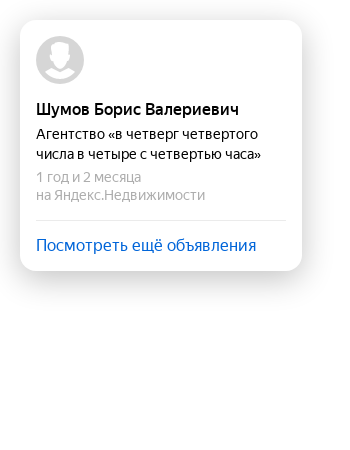 Шумов Борис Валериевич
Агентство «в четверг четвертого
числа в четыре с четвертью часа»
1 год и 2 месяца
на Яндекс.Недвижимости
Посмотреть ещё объявления